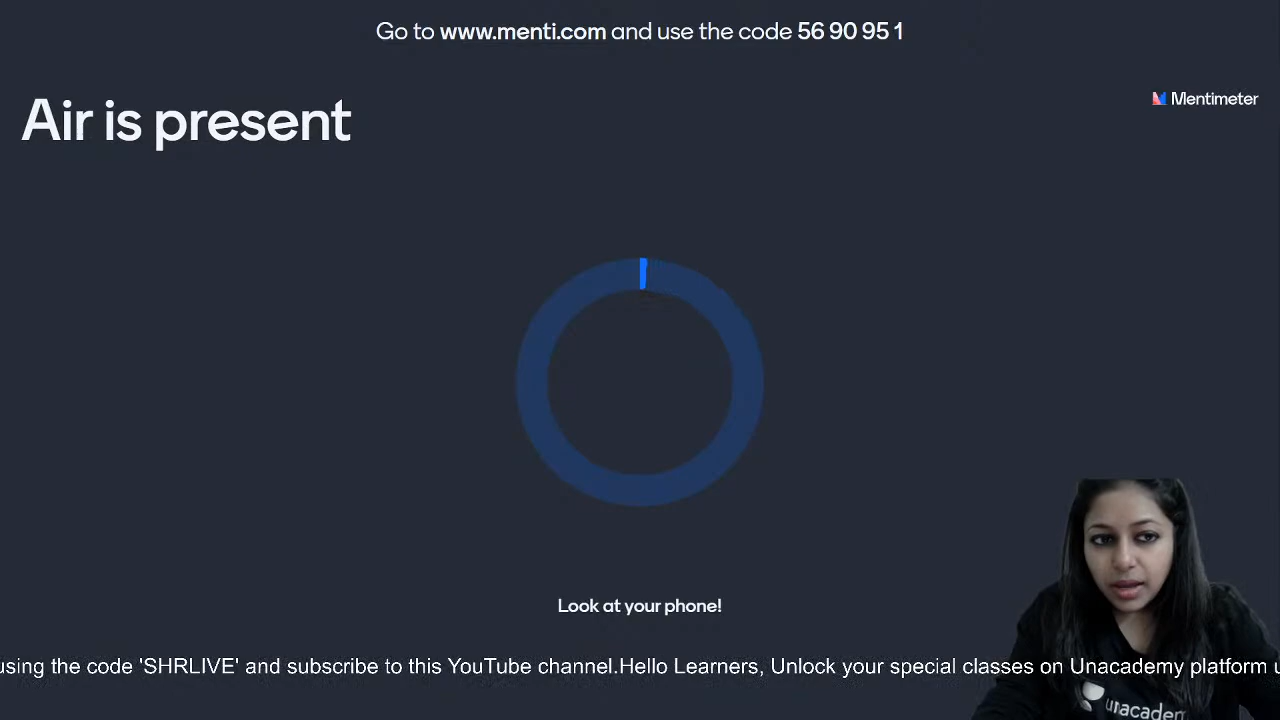 Go to www.menti.com and use the code 56 90 95 1
Mentimeter
Air is present
Look at your phone!
using the code 'SHRLIVE' and subscribe to this YouTube channel.Hello Learners, Unlock your special classes on Unacademy platform u
unacadem